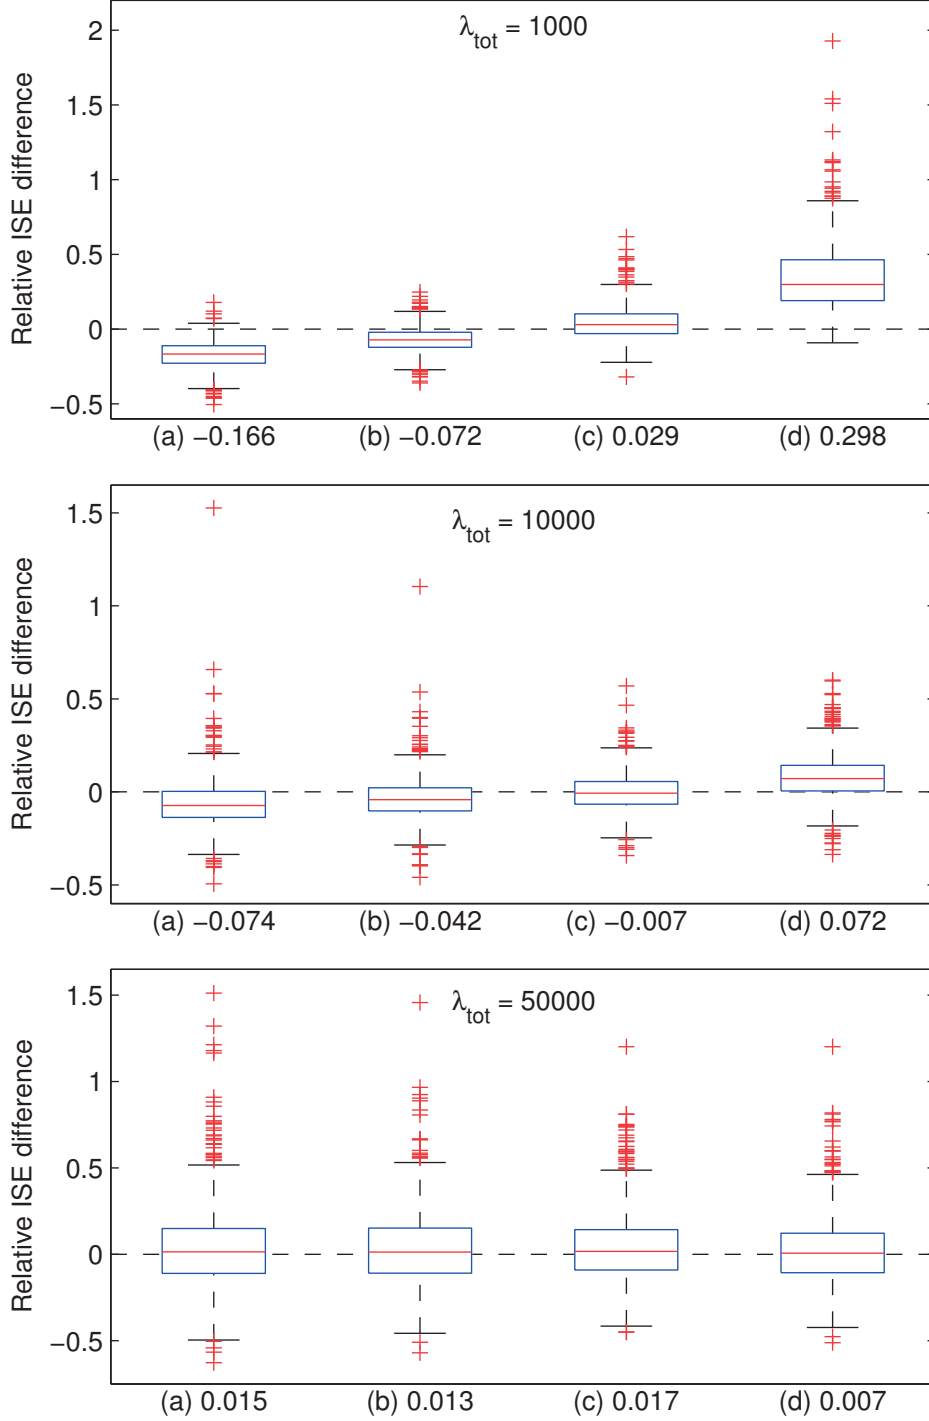 λtot = 1000
Relative ISE difference
2
1.5
1
0.5
0
−0.5
(a) −0.166 (b) −0.072 (c) 0.029 (d) 0.298
λtot = 10000
Relative ISE difference
1.5
1
0.5
0
−0.5
(a) −0.074 (b) −0.042 (c) −0.007 (d) 0.072
λtot = 50000
Relative ISE difference
1.5
1
0.5
0
−0.5
(a) 0.015 (b) 0.013 (c) 0.017 (d) 0.007